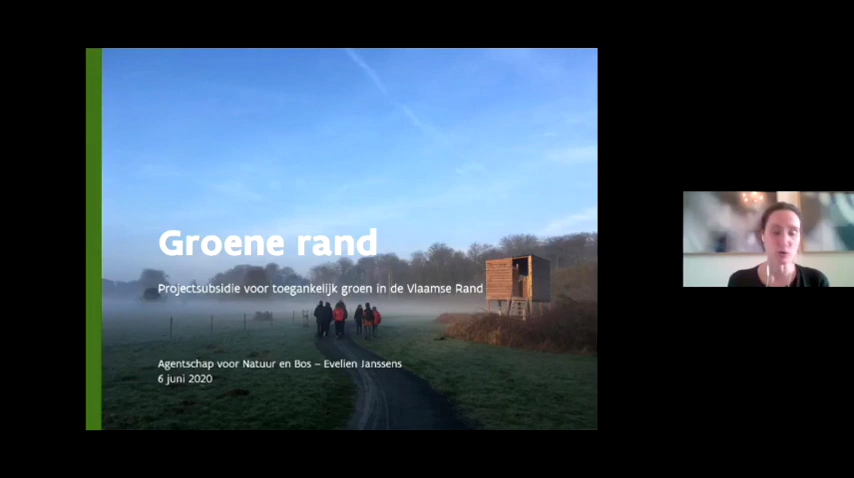 Groene rand
Projectsubsidie voor toegankelijk groen in de Vlaamse Rand
Agentschap voor Natuur en Bos – Evelien Janssens
6 juni 2020